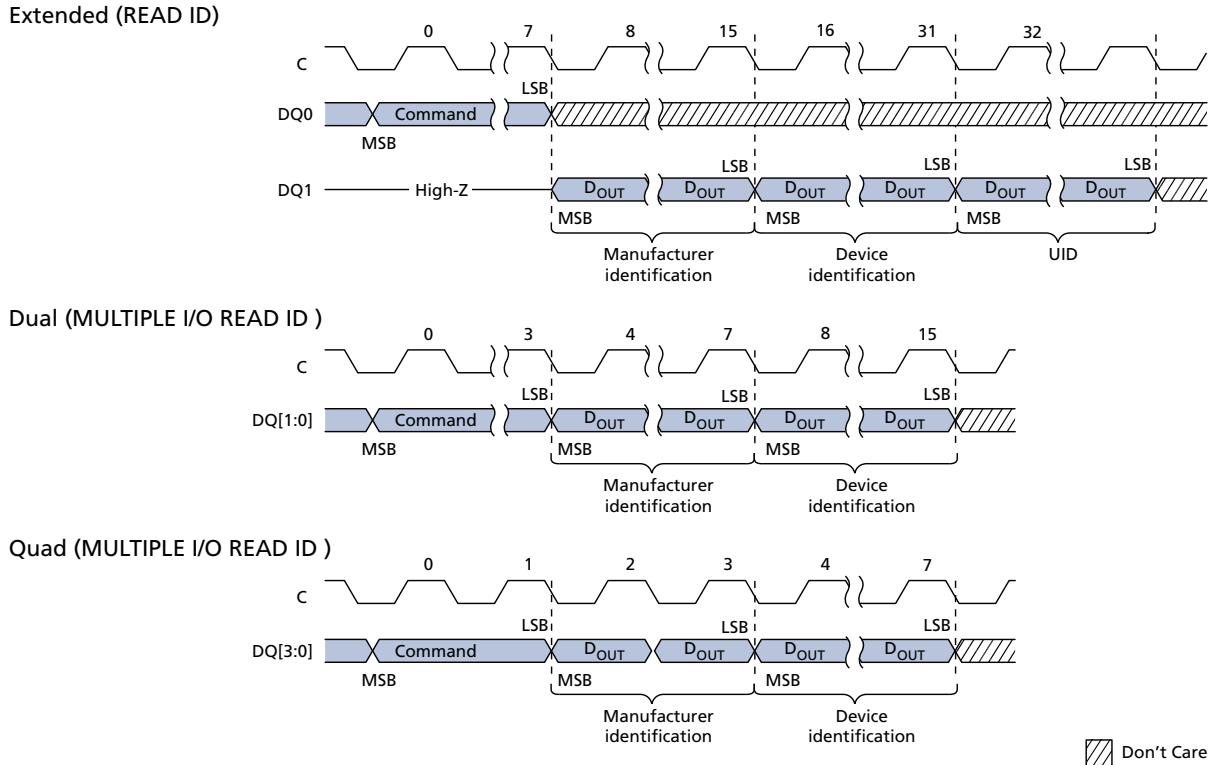 Extended (READ ID)
0 7 8 15 16 31 32
C
LSB
DQ0 Command
MSB
LSB LSB LSB
DQ1 High-Z DOUT DOUT DOUT DOUT DOUT DOUT
MSB MSB MSB
Manufacturer identification Device identification UID
Dual (MULTIPLE I/O READ ID )
0 3 4 7 8 15
C
LSB LSB LSB
DQ[1:0] Command DOUT DOUT DOUT DOUT
MSB MSB MSB
Manufacturer identification Device identification
Quad (MULTIPLE I/O READ ID )
0 1 2 3 4 7
C
LSB LSB LSB
DQ[3:0] Command DOUT DOUT DOUT DOUT
MSB MSB MSB
Manufacturer identification Device identification
Don't Care